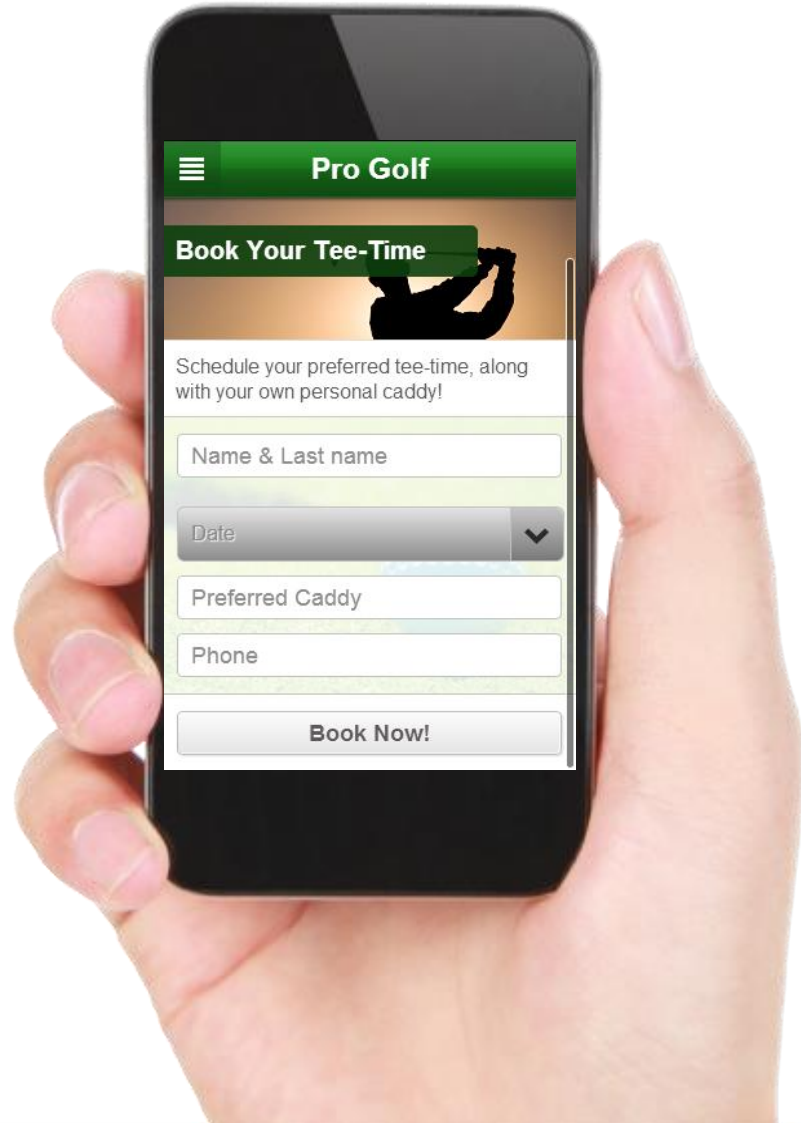 Pro Golf
Book Your Tee-Time
Schedule your preferred tee-time, along
with your own personal caddy!
Name & Last name
Date
Preferred Caddy
Phone
Book Now!